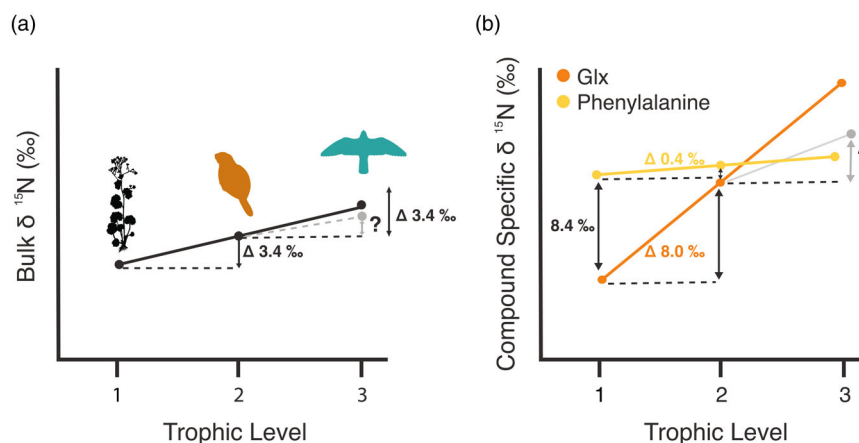 (a)
Bulk δ ¹⁵N (‰)
Δ 3.4 ‰
?
Δ 3.4 ‰
1 2 3
Trophic Level
(b)
Compound Specific δ ¹⁵N (‰)
Glx
Phenylalanine
Δ 0.4 ‰
8.4 ‰
Δ 8.0 ‰
1 2 3
Trophic Level